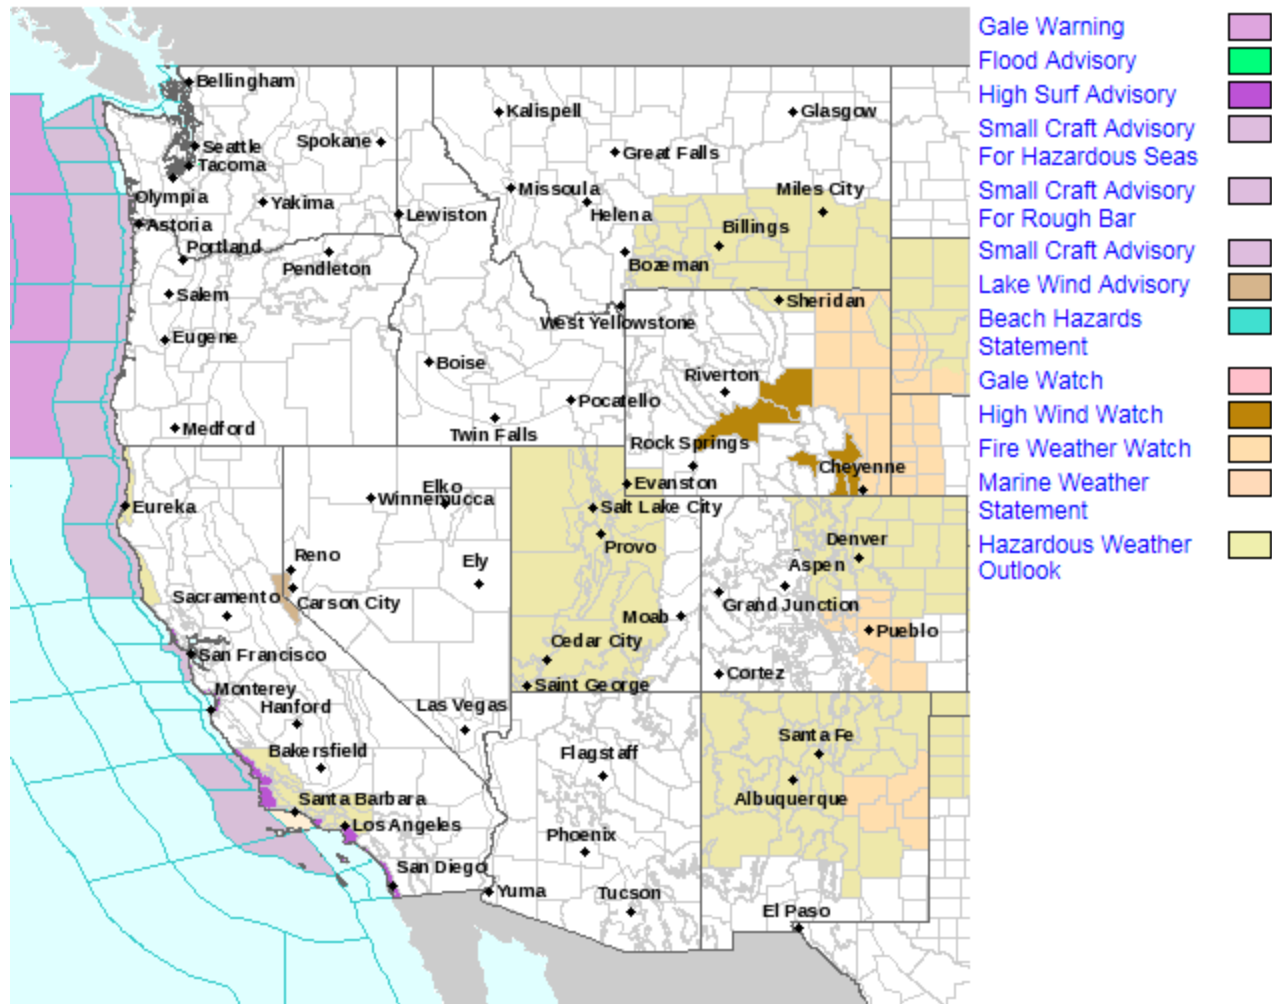 Bellingham
Kalispell
Glasgow
Seattle
Spokane
Great Falls
Tacoma
Missoula
Miles City
Olympia
Yakima
Helena
Lewiston
Astoria
Billings
Portland
Pendleton
Bozeman
Salem
Sheridan
West Yellowstone
Eugene
Boise
Riverton
Pocatello
Medford
Twin Falls
Rock Springs
Cheyenne
Elko
Evanston
Winnemucca
Eureka
Salt Lake City
Denver
Provo
Reno
Ely
Aspen
Sacramento
Carson City
Grand Junction
Moab
Pueblo
Cedar City
San Francisco
Cortez
Saint George
Monterey
Hanford
Las Vegas
Santa Fe
Bakersfield
Flagstaff
Santa Barbara
Albuquerque
Los Angeles
Phoenix
San Diego
Yuma
Tucson
El Paso
Gale Warning
Flood Advisory
High Surf Advisory
Small Craft Advisory
For Hazardous Seas
Small Craft Advisory
For Rough Bar
Small Craft Advisory
Lake Wind Advisory
Beach Hazards
Statement
Gale Watch
High Wind Watch
Fire Weather Watch
Marine Weather
Statement
Hazardous Weather
Outlook